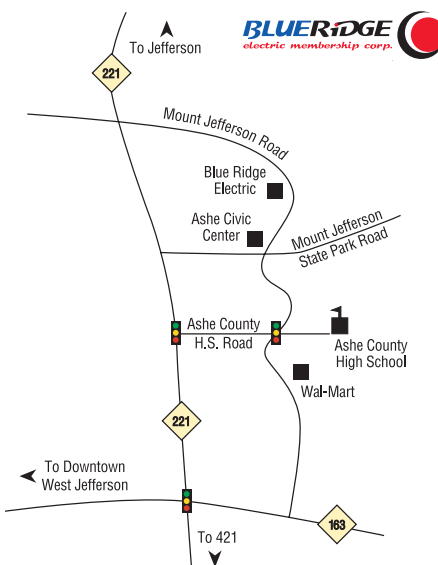 To Jefferson
BLUERiDGE
electric membership corp.
221
Mount Jefferson Road
Blue Ridge
Electric
Ashe Civic
Center
Mount Jefferson
State Park Road
Ashe County
H.S. Road
Ashe County
High School
Wal-Mart
221
To Downtown
West Jefferson
163
To 421